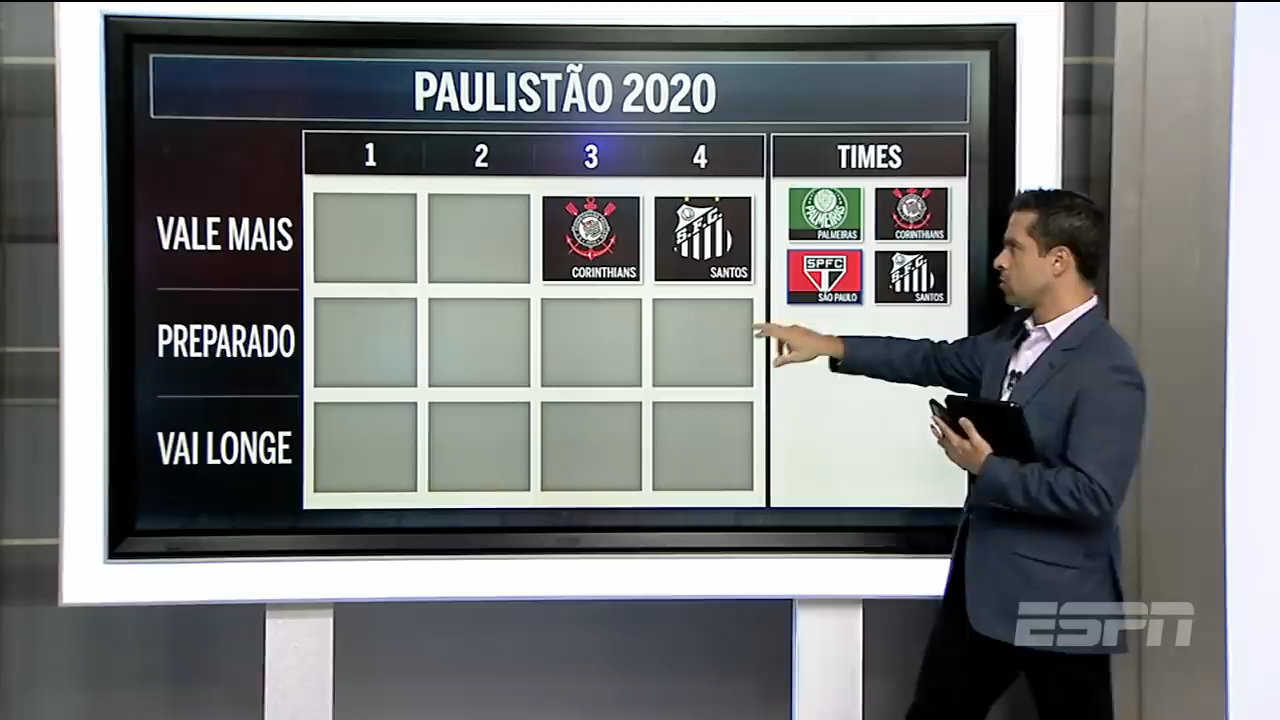 PAULISTÃO 2020
1 2 3 4 TIMES
VALE MAIS
CORINTHIANS
SANTOS
PALMEIRAS
PALMEIRAS
CORINTHIANS
SPFC
SÃO PAULO
S.F.C
SANTOS
S.F.C
PREPARADO
VAI LONGE
ESPN